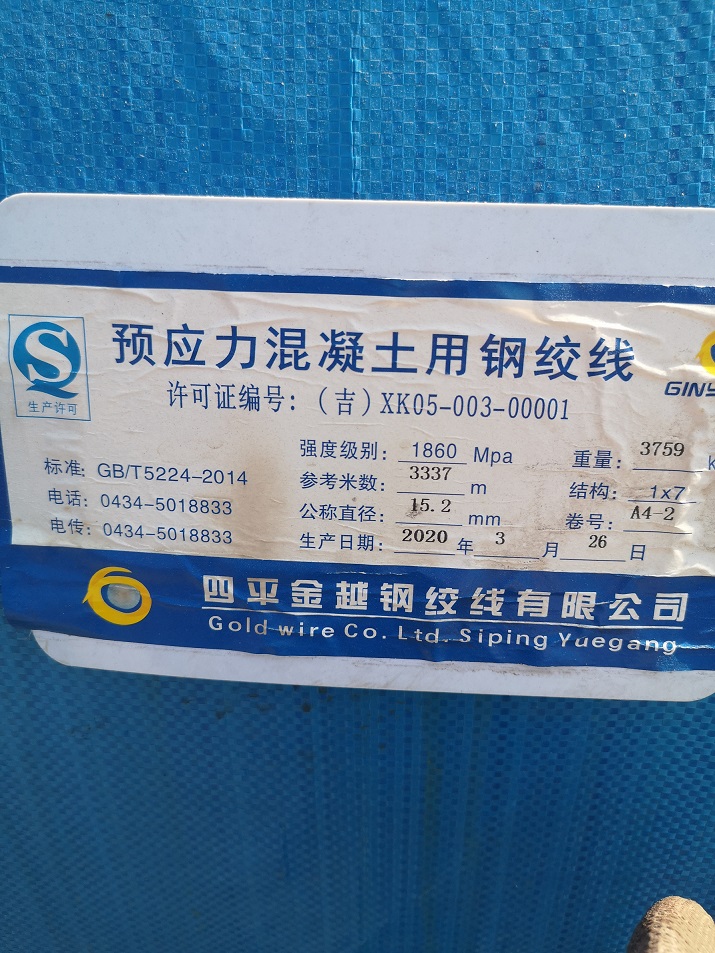 预应力混凝土用钢绞线
生产许可
许可证编号:(吉)XK05-003-00001
GINY
标准: GB/T5224-2014
电话: 0434-5018833
电传: 0434-5018833
强度级别: 1860 Mpa
参考米数: 3337 m
公称直径: 15.2 mm
生产日期: 2020 年 3 月 26 日
重量: 3759 k
结构: 1x7
卷号: A4-2
四平金越钢绞线有限公司
Gold wire Co. Ltd. Siping Yuegang